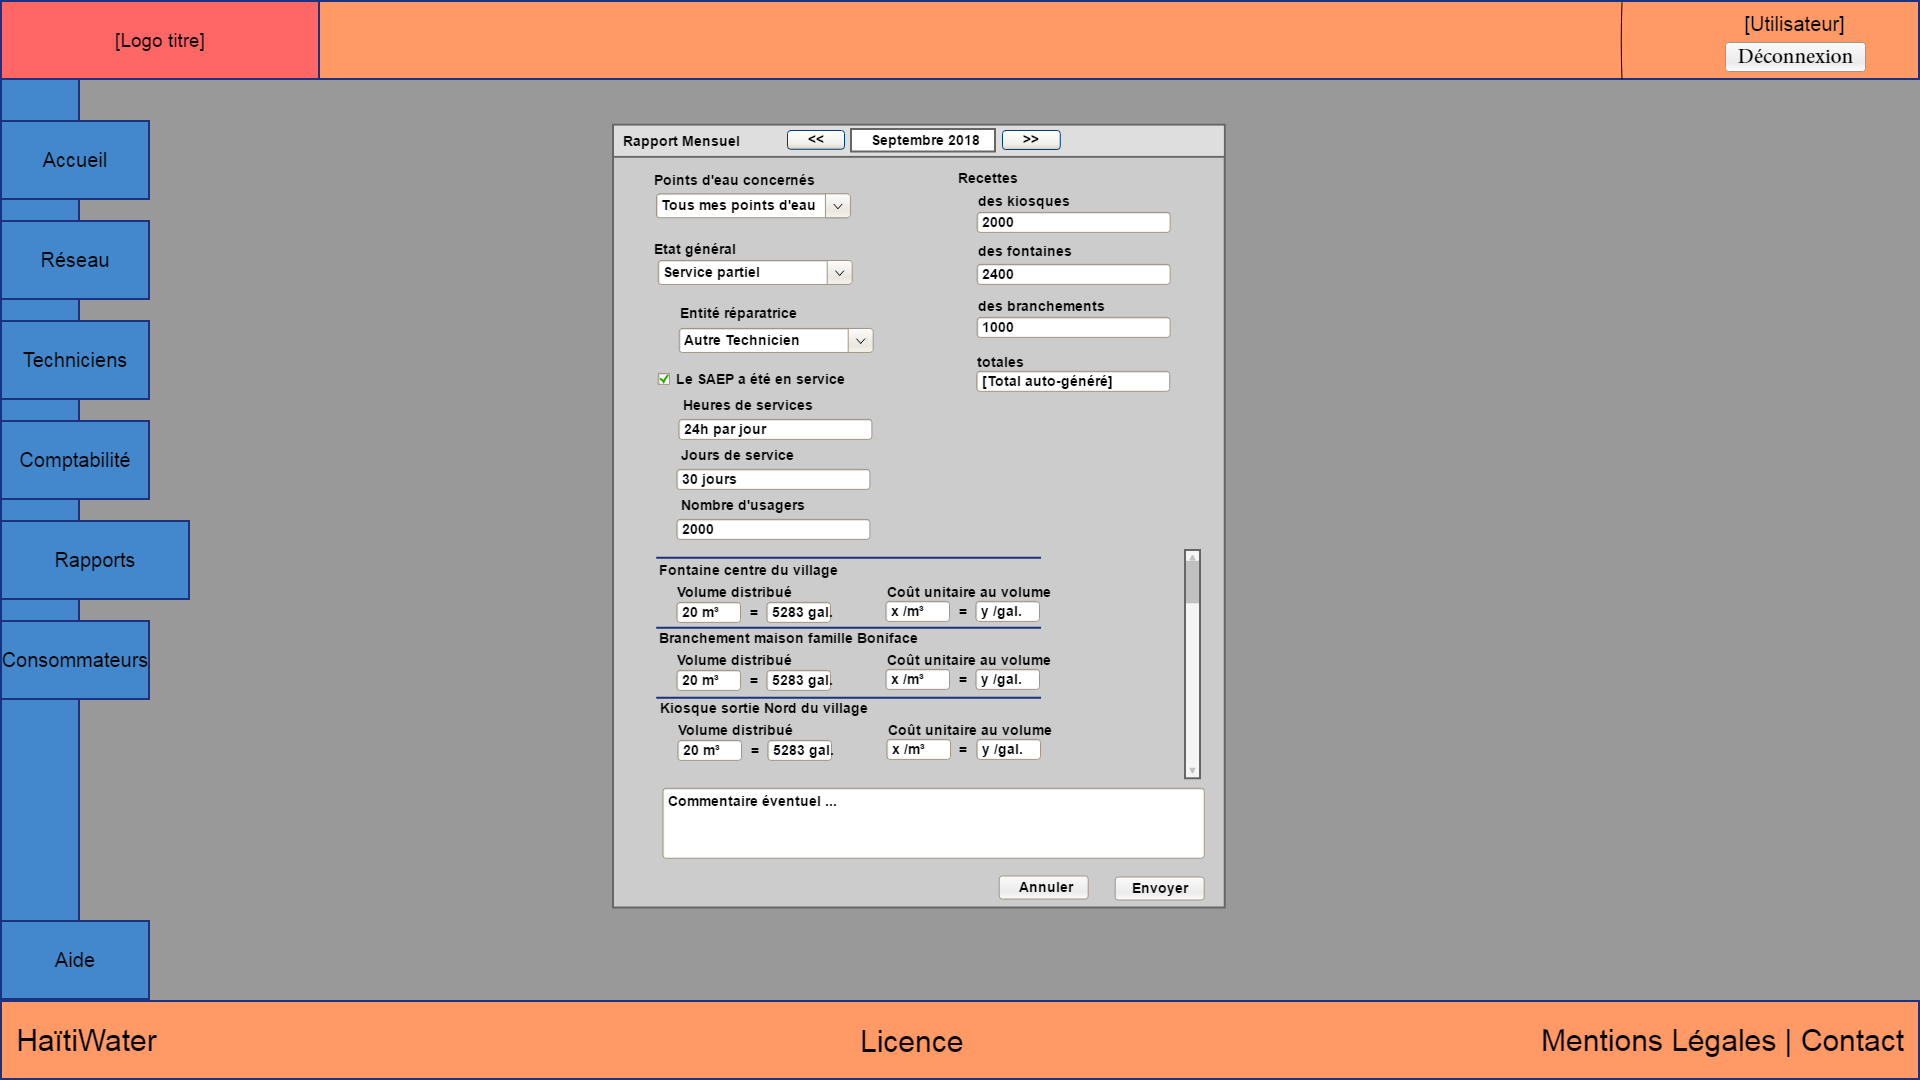 [Logo titre]
[Utilisateur]
Déconnexion
Accueil
Réseau
Techniciens
Comptabilité
Rapports
Consommateurs
Aide
Rapport Mensuel << Septembre 2018 >>
Points d'eau concernés
Tous mes points d'eau
Etat général
Service partiel
Entité réparatrice
Autre Technicien
Le SAEP a été en service
Heures de services
24h par jour
Jours de service
30 jours
Nombre d'usagers
2000
Recettes
des kiosques
2000
des fontaines
2400
des branchements
1000
totales
[Total auto-généré]
Fontaine centre du village
Volume distribué Coût unitaire au volume
20 m³ = 5283 gal. x /m³ = y /gal.
Branchement maison famille Boniface
Volume distribué Coût unitaire au volume
20 m³ = 5283 gal. x /m³ = y /gal.
Kiosque sortie Nord du village
Volume distribué Coût unitaire au volume
20 m³ = 5283 gal. x /m³ = y /gal.
Commentaire éventuel ...
Annuler Envoyer
HaïtiWater Licence Mentions Légales | Contact